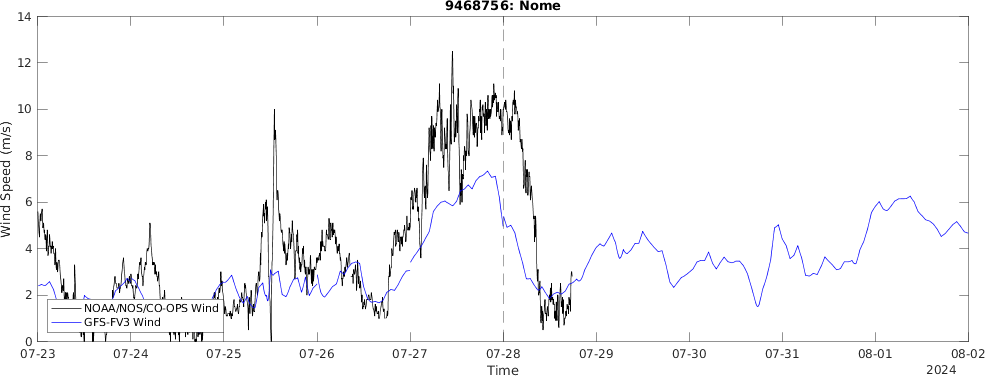 9468756: Nome
14
12
10
8
6
4
2
0
Wind Speed (m/s)
NOAA/NOS/CO-OPS Wind
GFS-FV3 Wind
07-23 07-24 07-25 07-26 07-27 07-28 07-29 07-30 07-31 08-01 08-02
Time
2024